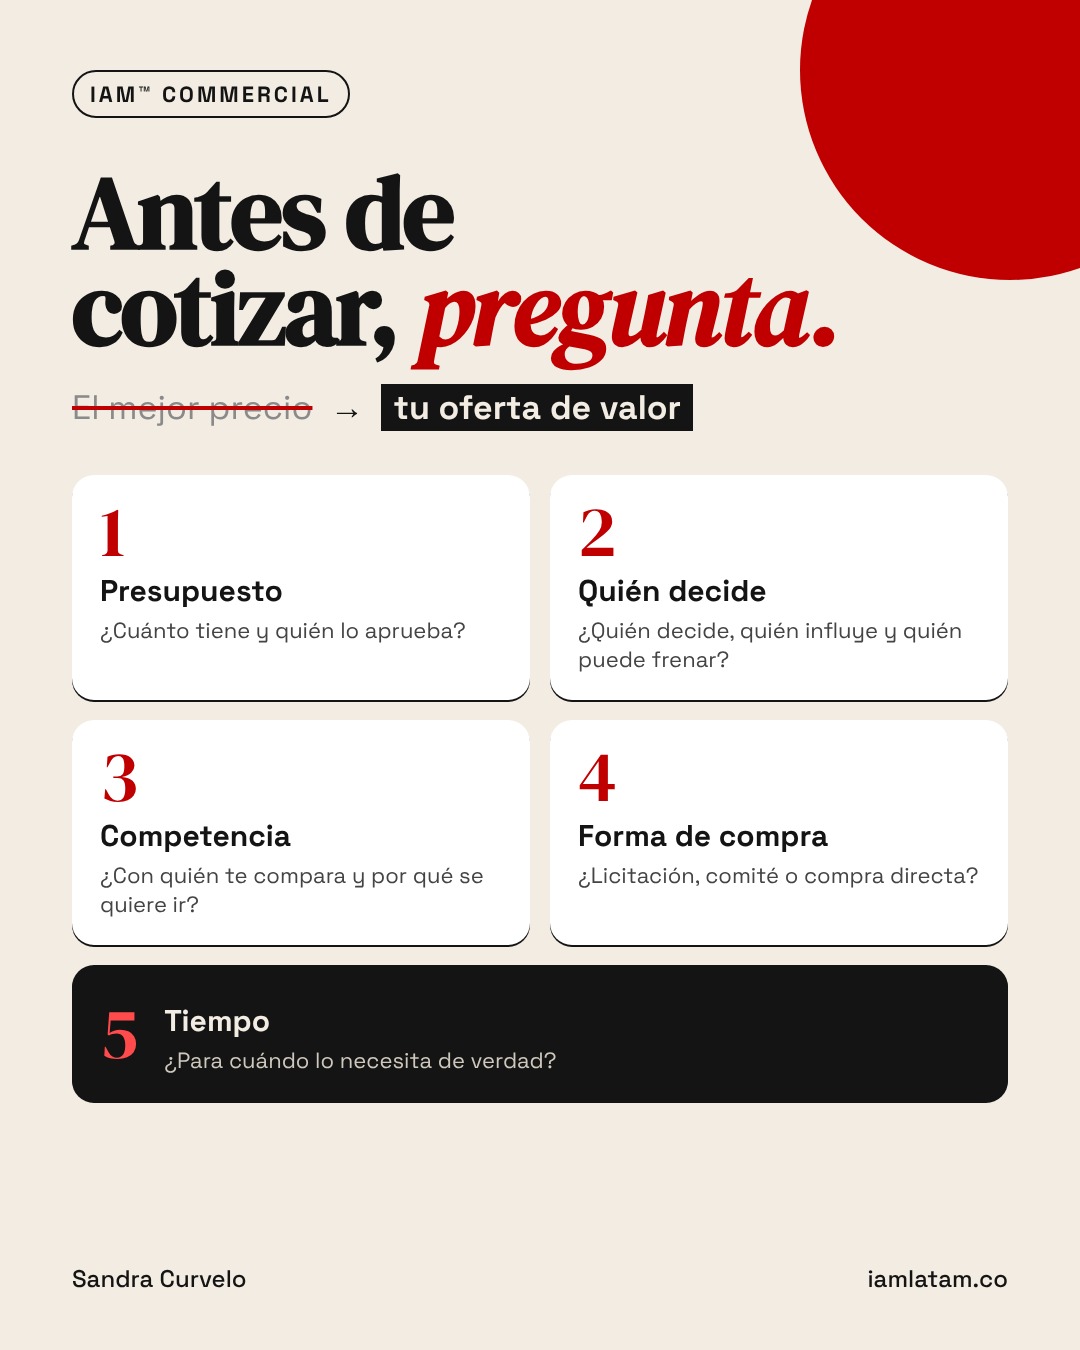 IAM™ COMMERCIAL
Antes de
cotizar, pregunta.
El mejor precio → tu oferta de valor
1
Presupuesto
¿Cuánto tiene y quién lo aprueba?
2
Quién decide
¿Quién decide, quién influye y quién
puede frenar?
3
Competencia
¿Con quién te compara y por qué se
quiere ir?
4
Forma de compra
¿Licitación, comité o compra directa?
5
Tiempo
¿Para cuándo lo necesita de verdad?
Sandra Curvelo
iamlatam.co